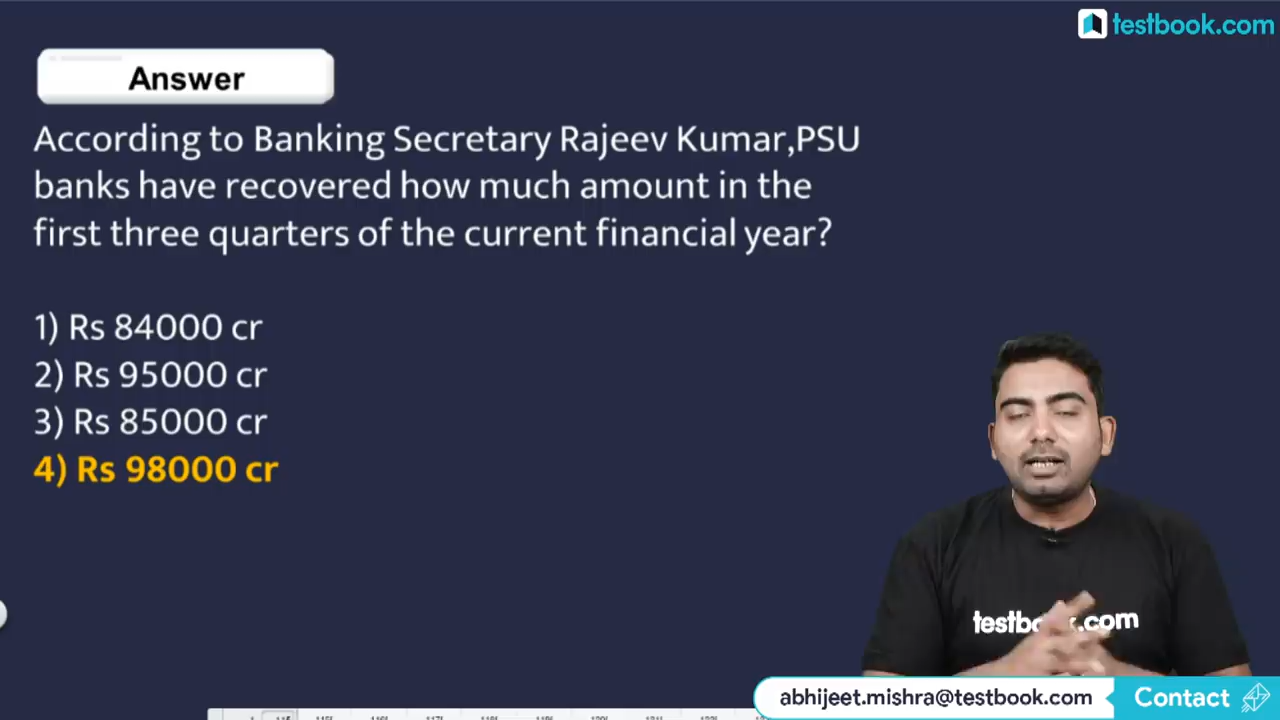 testbook.com
Answer
According to Banking Secretary Rajeev Kumar,PSU
banks have recovered how much amount in the
first three quarters of the current financial year?
1) Rs 84000 cr
2) Rs 95000 cr
3) Rs 85000 cr
4) Rs 98000 cr
abhijeet.mishra@testbook.com
Contact